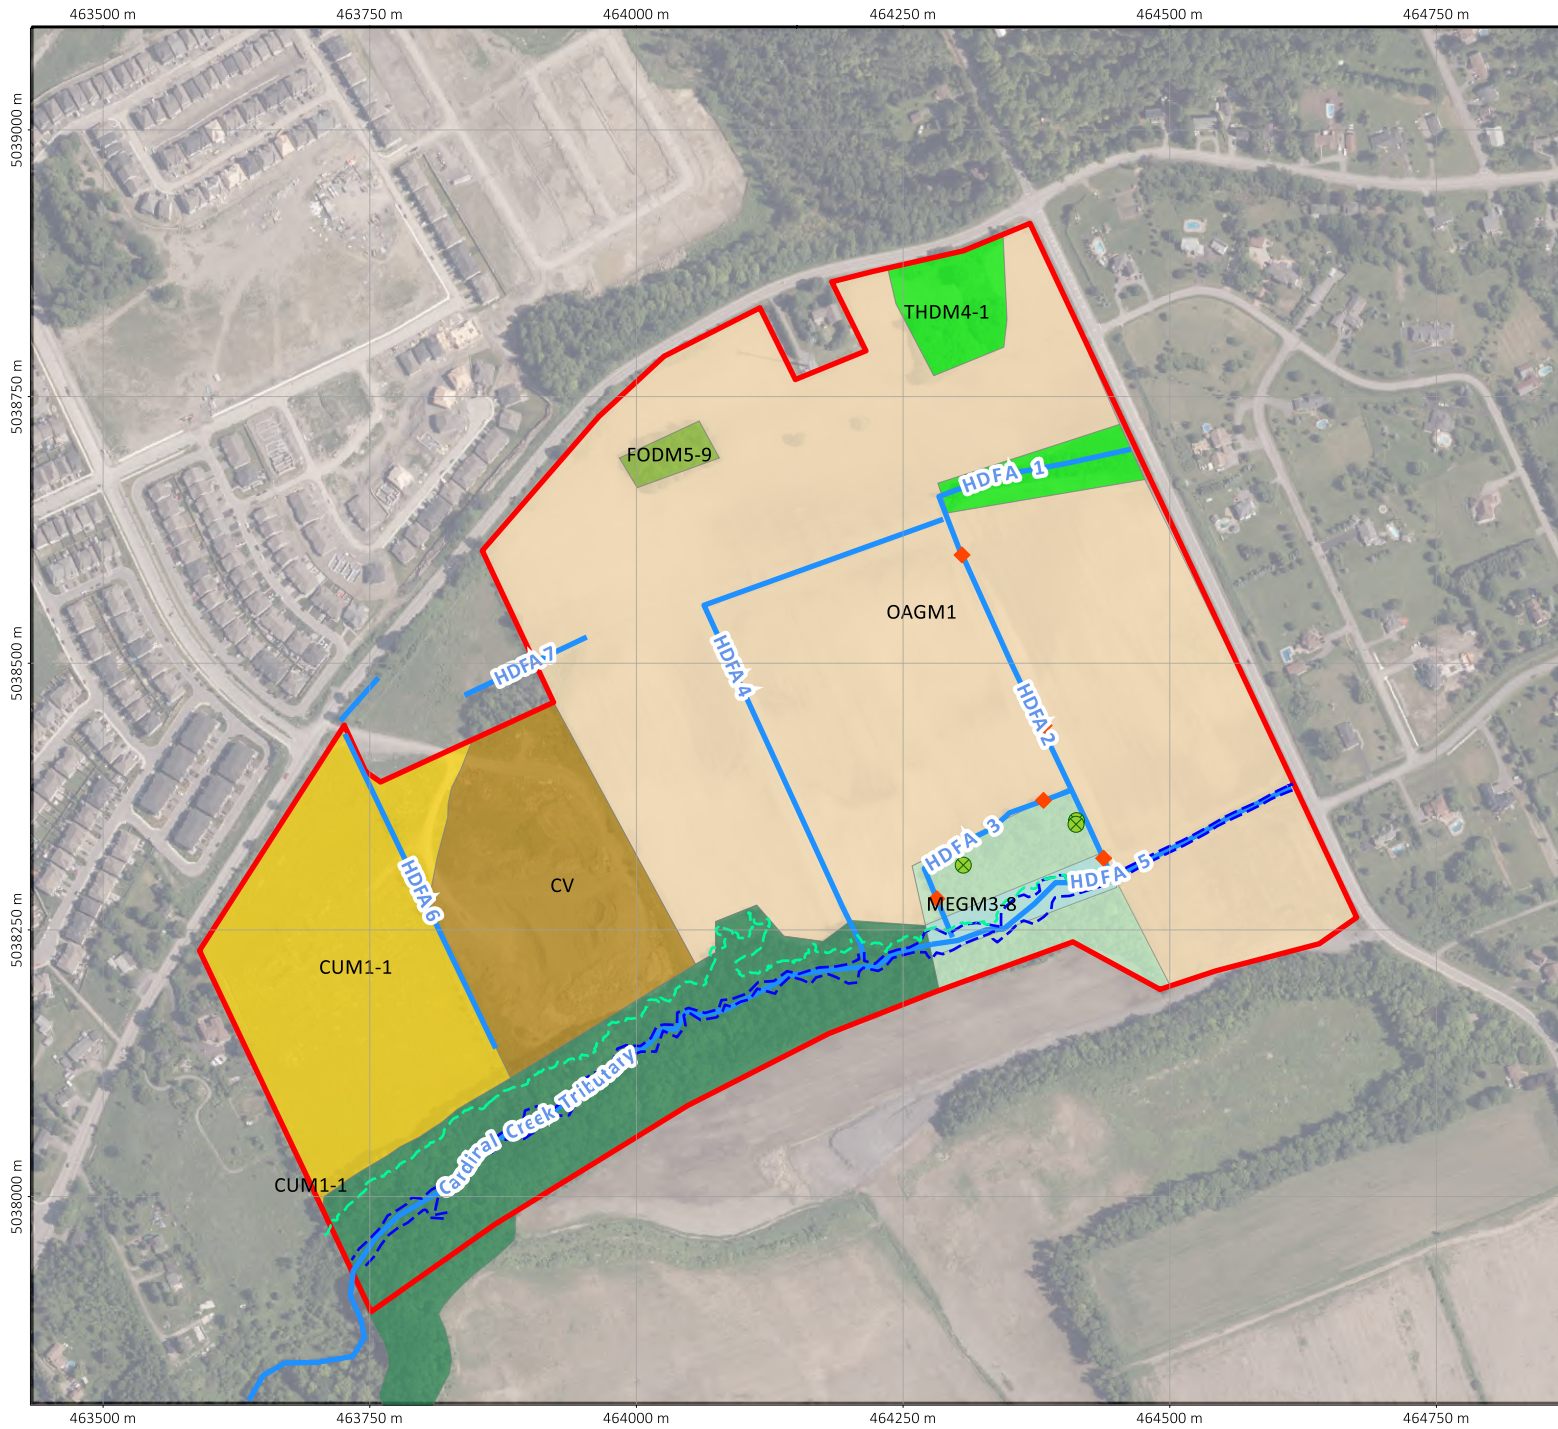 463500 m 463750 m 464000 m 464250 m 464500 m 464750 m
5039000 m
5038750 m
5038500 m
5038250 m
5038000 m
THDM4-1
FODM5-9
HDFA 1
OAGM1
HDFA 7
HDFA 4
HDFA 2
HDFA 3
HDFA 5
HDFA 6
CV
MEGM3-8
CUM1-1
Cardiral Creek Tributary
CUM1-1
463500 m 463750 m 464000 m 464250 m 464500 m 464750 m